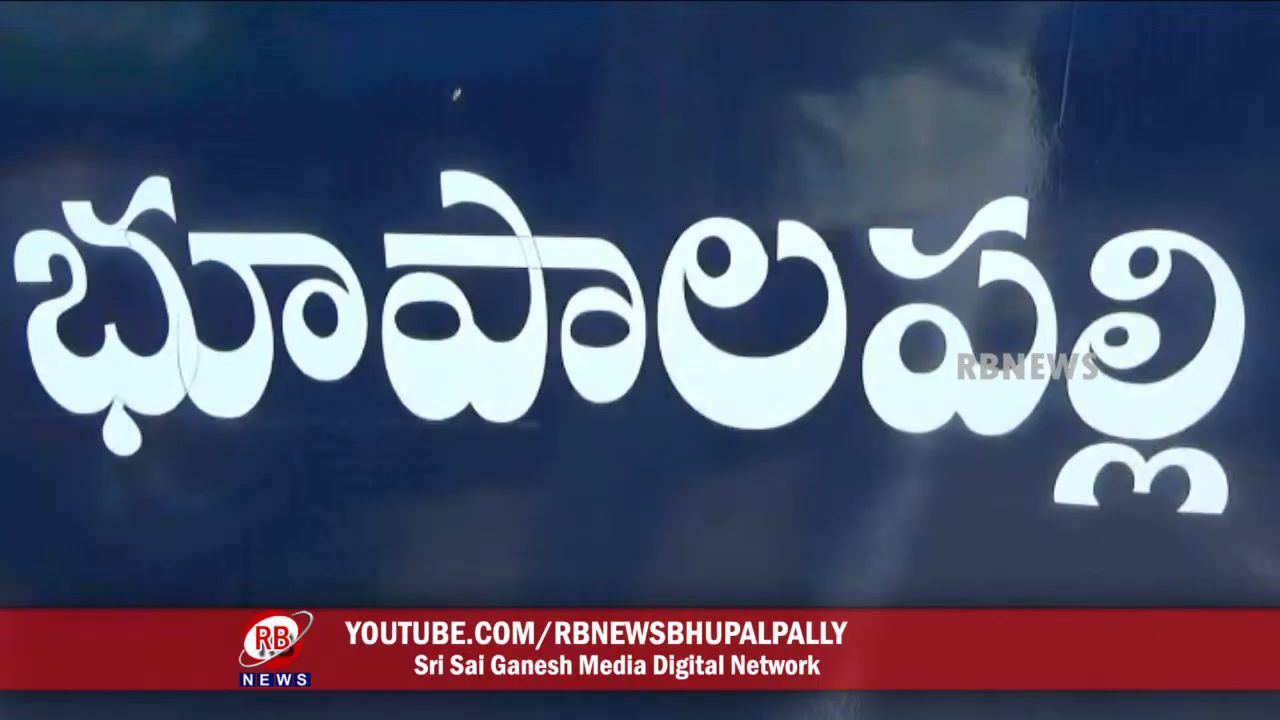 భూపాలపల్లి
RBNEWS
RB
NEWS
YOUTUBE.COM/RBNEWSBHUPALPALLY
Sri Sai Ganesh Media Digital Network